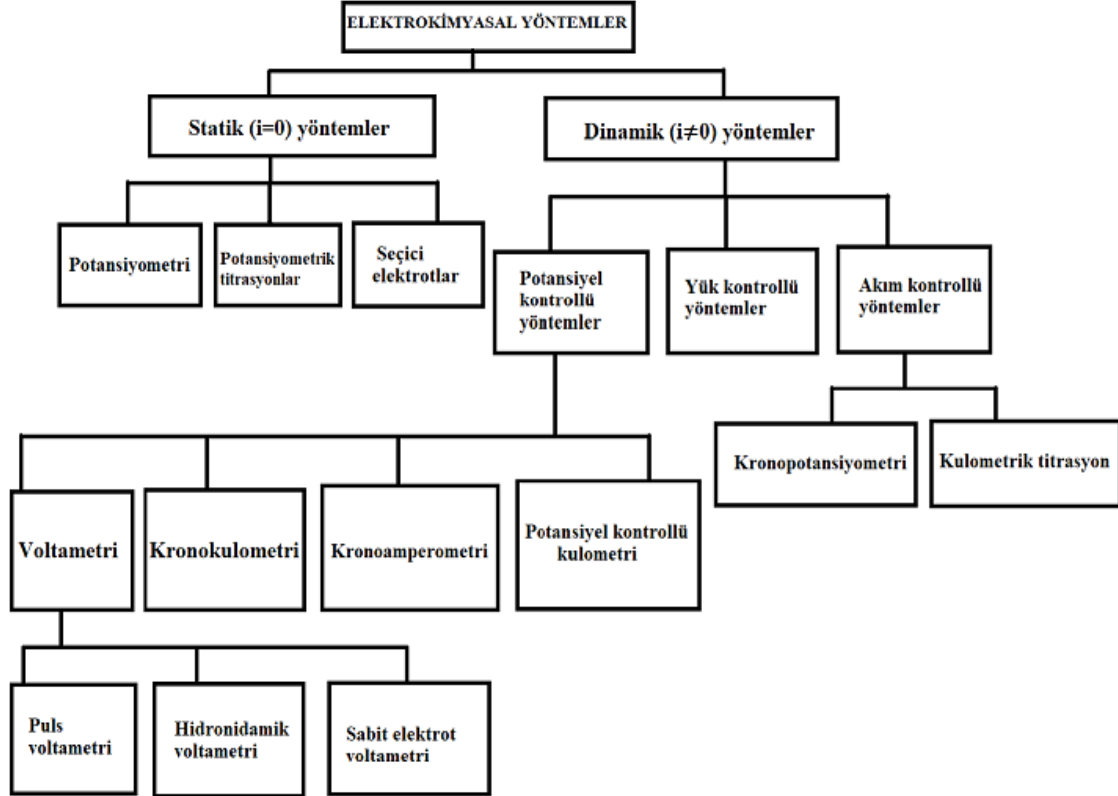 ELEKTROKİMYASAL YÖNTEMLER
Statik (i=0) yöntemler
Dinamik (i≠0) yöntemler
Potansiyometri
Potansiyometrik
titrasyonlar
Seçici
elektrotlar
Potansiyel
kontrollü
yöntemler
Yük kontrollü
yöntemler
Akım kontrollü
yöntemler
Kronopotansiyometri
Kulometrik titrasyon
Voltametri
Kronokulometri
Kronoamperometri
Potansiyel kontrollü
kulometri
Puls
voltametri
Hidronidamik
voltametri
Sabit elektrot
voltametri